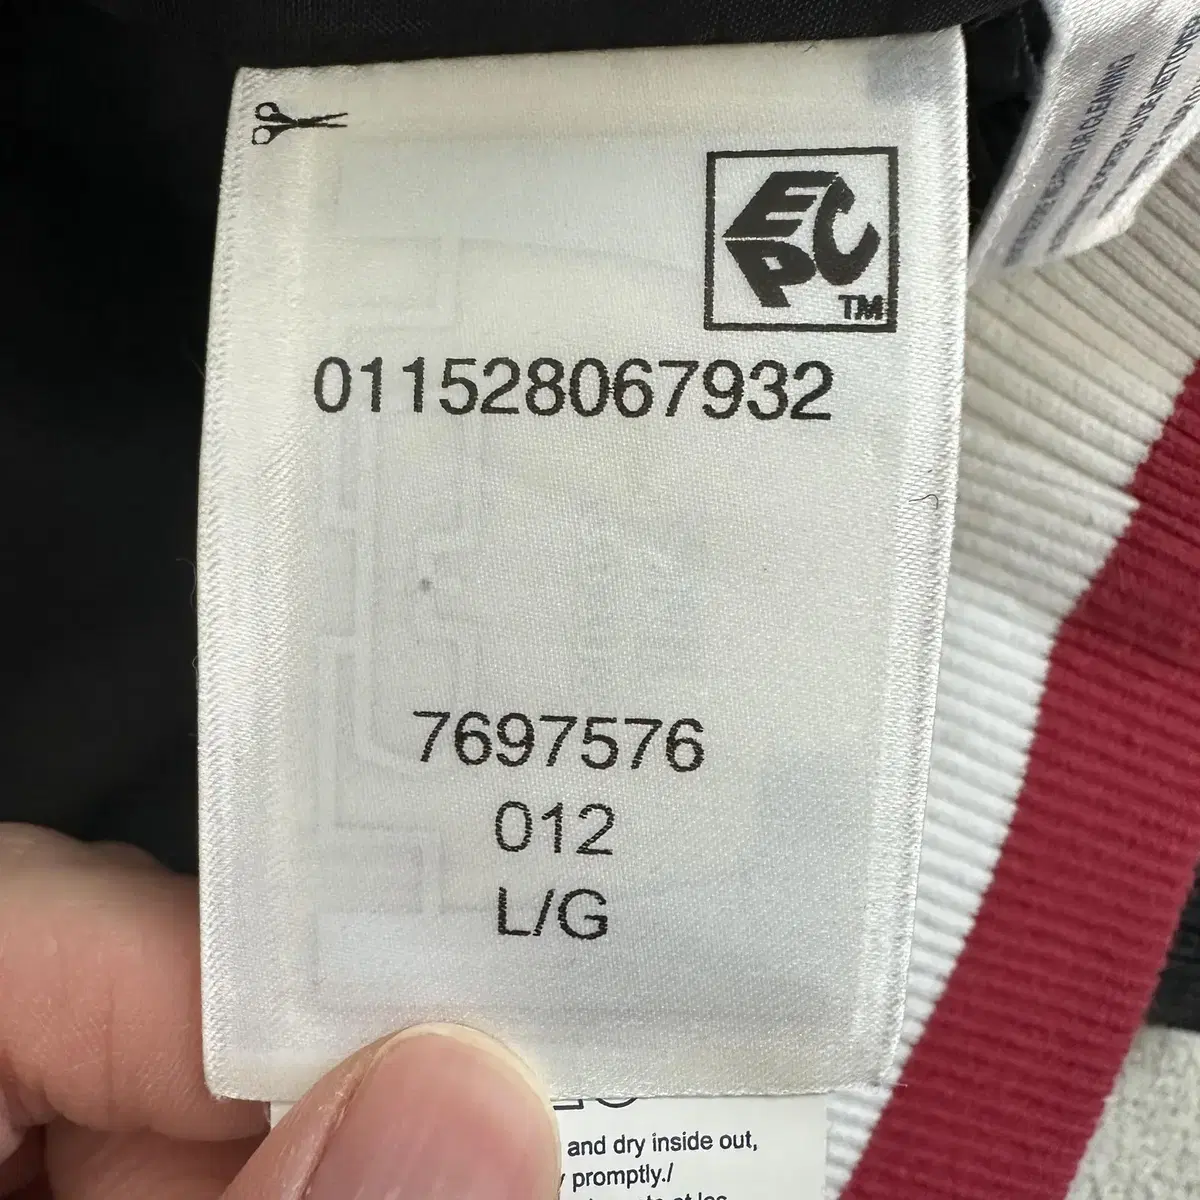 EPC
TM
011528067932
7697576
012
L/G
and dry inside out,
promptly./